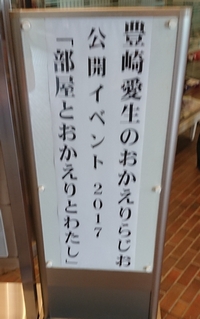 豊崎愛生のおかえりらじお
公開イベント2017
「部屋とおかえりとわたし」